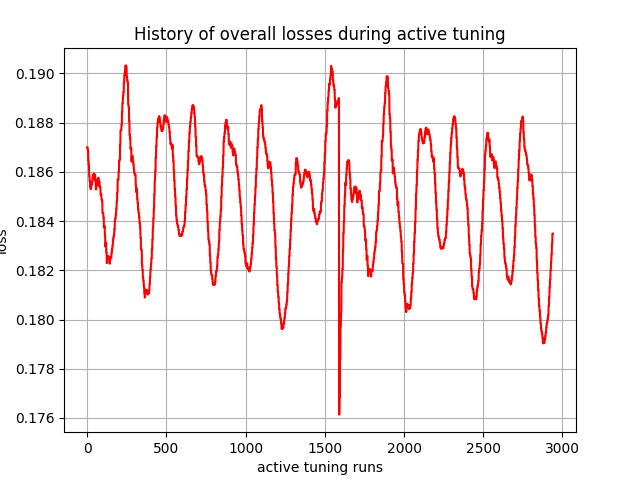 History of overall losses during active tuning
0.190
0.188
0.186
0.184
0.182
0.180
0.178
0.176
loss
0 500 1000 1500 2000 2500 3000
active tuning runs